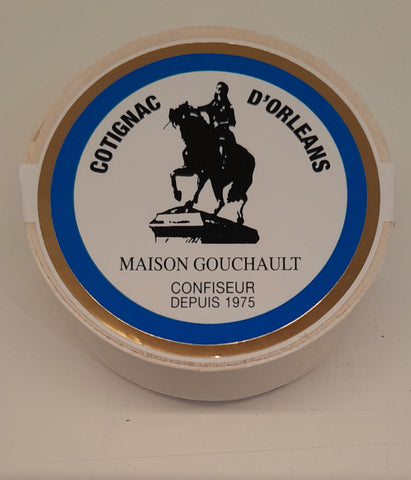 COTIGNAC D'ORLEANS
MAISON GOUCHAULT
CONFISEUR
DEPUIS 1975